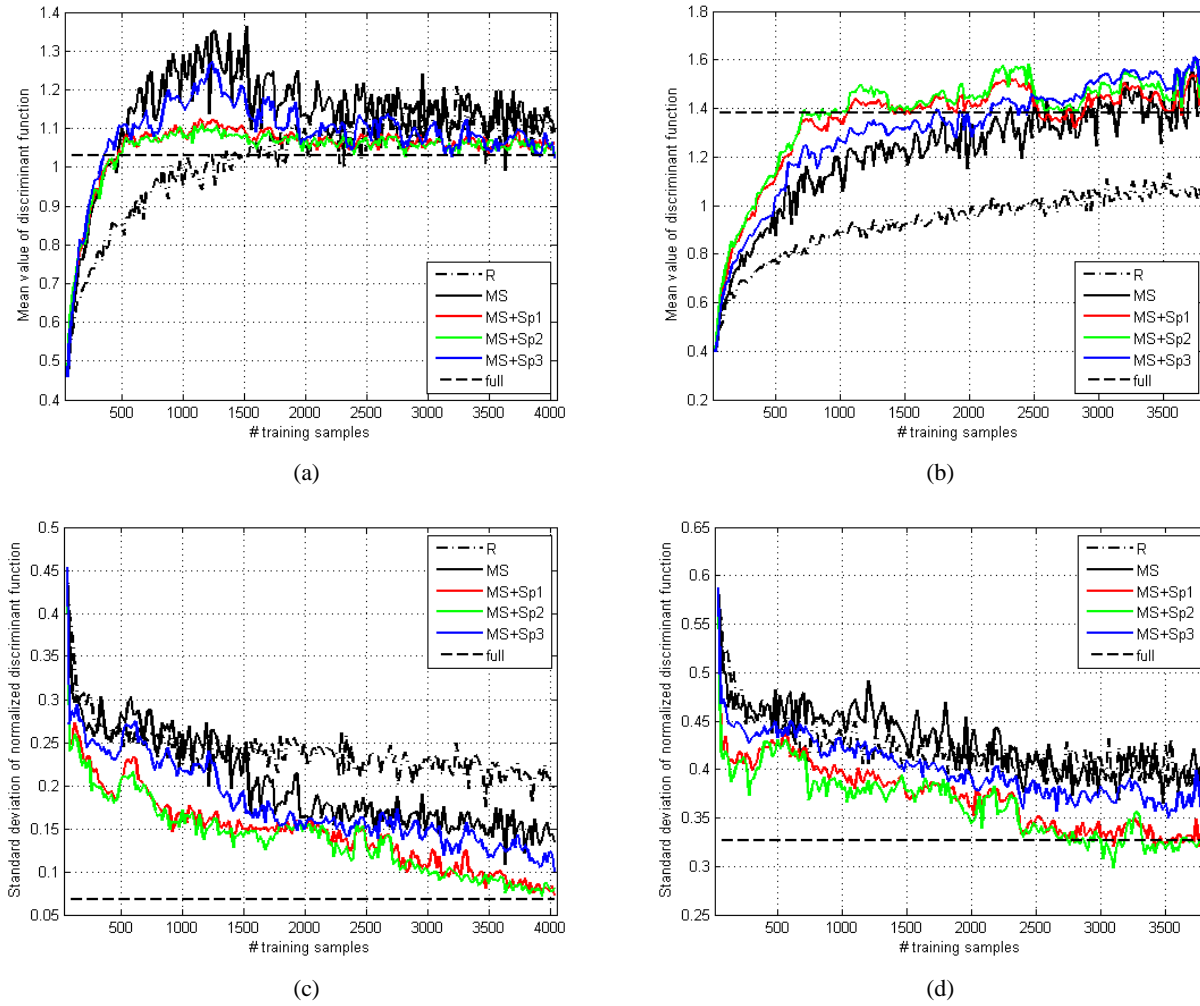 Mean value of discriminant function
1.4
1.3
1.2
1.1
1.0
0.9
0.8
0.7
0.6
0.5
0.4
500 1000 1500 2000 2500 3000 3500 4000
# training samples
R
MS
MS+Sp1
MS+Sp2
MS+Sp3
full
(a)
Mean value of discriminant function
1.8
1.6
1.4
1.2
1
0.8
0.6
0.4
0.2
500 1000 1500 2000 2500 3000 3500
# training samples
R
MS
MS+Sp1
MS+Sp2
MS+Sp3
full
(b)
Standard deviation of normalized discriminant function
0.5
0.45
0.4
0.35
0.3
0.25
0.2
0.15
0.1
0.05
500 1000 1500 2000 2500 3000 3500 4000
# training samples
R
MS
MS+Sp1
MS+Sp2
MS+Sp3
full
(c)
Standard deviation of normalized discriminant function
0.65
0.6
0.55
0.5
0.45
0.4
0.35
0.3
0.25
500 1000 1500 2000 2500 3000 3500
# training samples
R
MS
MS+Sp1
MS+Sp2
MS+Sp3
full
(d)